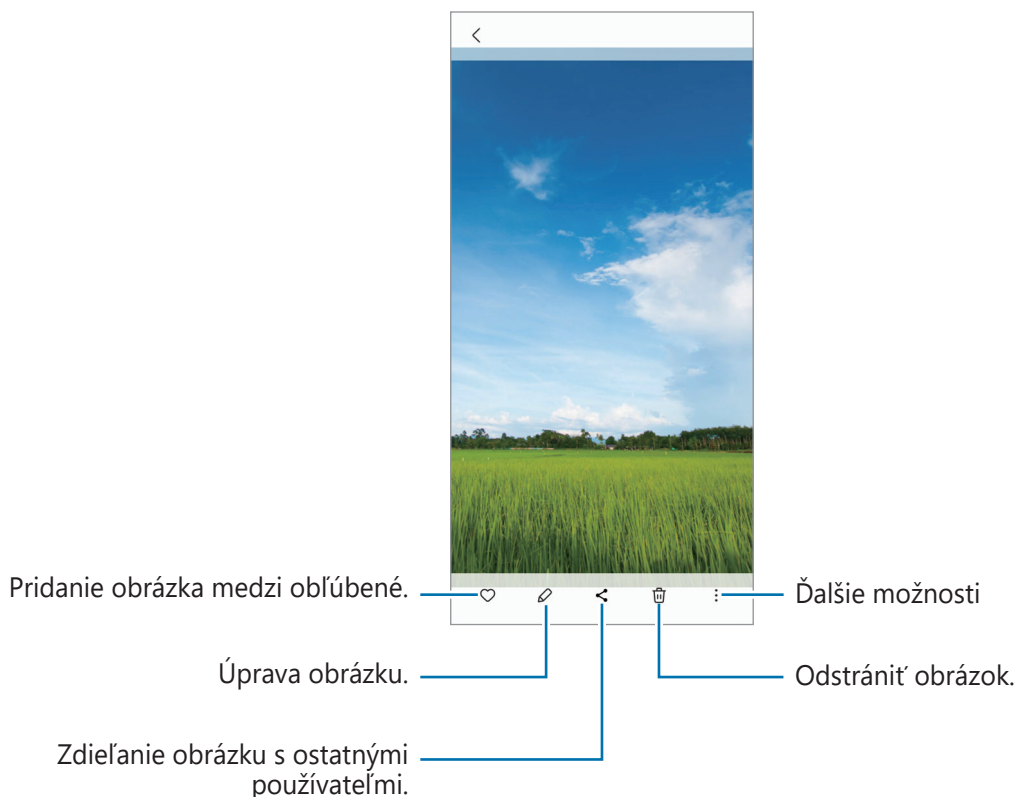 Pridanie obrázka medzi obľúbené.
Ďalšie možnosti
Úprava obrázku.
Odstrániť obrázok.
Zdieľanie obrázku s ostatnými
používateľmi.